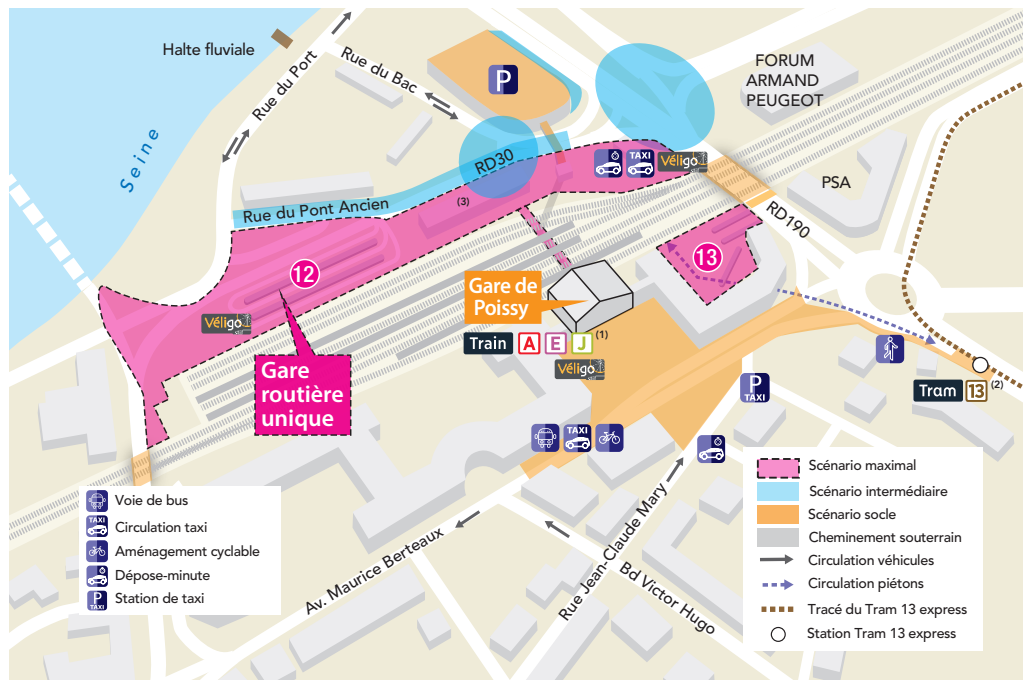 Halte fluviale
Rue du Port
Rue du Bac
P
FORUM
ARMAND
PEUGEOT
Seine
RD30
TAXI
Véligo
PSA
Rue du Pont Ancien
(3)
RD190
12
13
Gare de
Poissy
Véligo
Train A E J (1)
Véligo
Gare
routière
unique
P
TAXI
Tram 13 (2)
TAXI
Voie de bus
TAXI
Circulation taxi
Aménagement cyclable
Dépose-minute
P
TAXI
Station de taxi
Av. Maurice Berteaux
Rue Jean-Claude Mary
Bd Victor Hugo
Scénario maximal
Scénario intermédiaire
Scénario socle
Cheminement souterrain
Circulation véhicules
Circulation piétons
Tracé du Tram 13 express
Station Tram 13 express